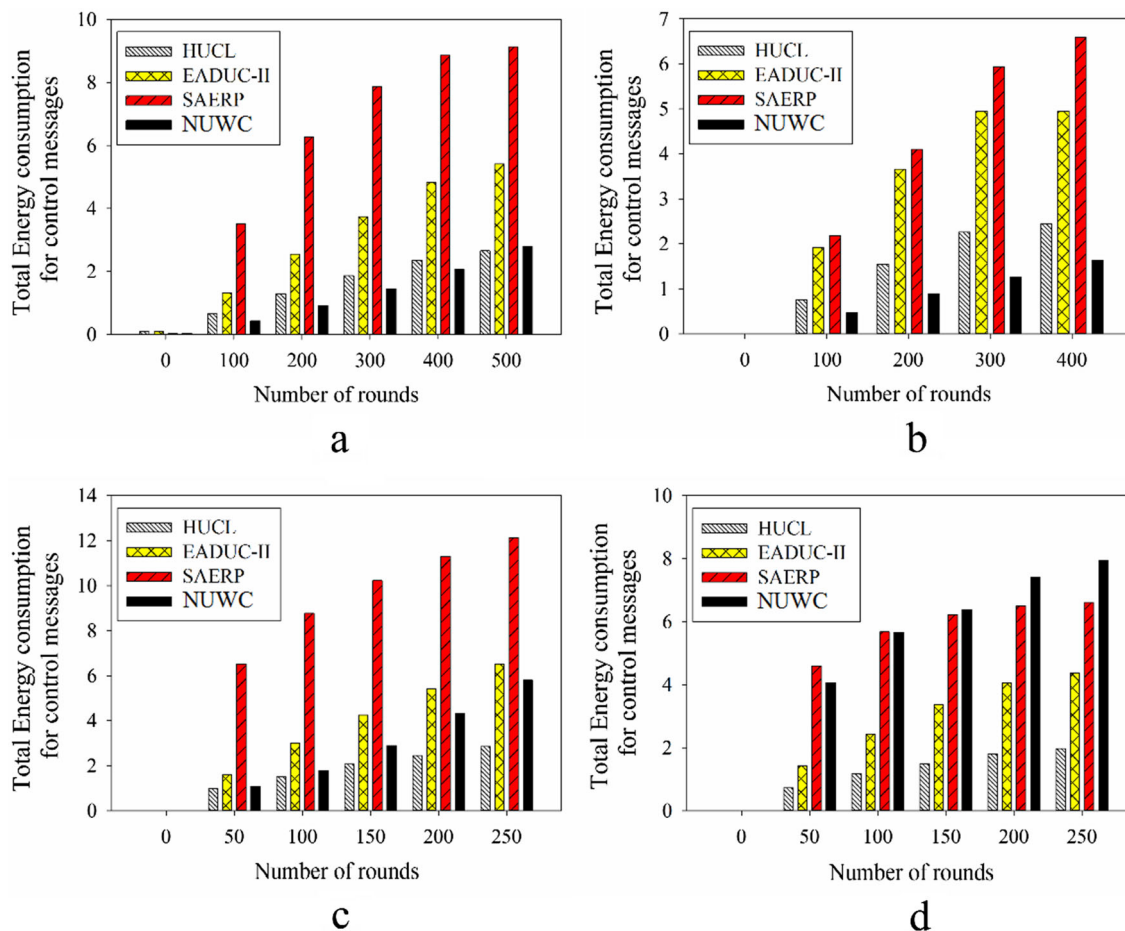 10
8
6
4
2
0
Total Energy consumption
for control messages
HUCL
EADUC-II
SAERP
NUWC
0 100 200 300 400 500
Number of rounds
a
7
6
5
4
3
2
1
0
Total Energy consumption
for control messages
HUCL
EADUC-II
SAERP
NUWC
0 100 200 300 400
Number of rounds
b
14
12
10
8
6
4
2
0
Total Energy consumption
for control messages
HUCL
EADUC-II
SAERP
NUWC
0 50 100 150 200 250
Number of rounds
c
10
8
6
4
2
0
Total Energy consumption
for control messages
HUCL
EADUC-II
SAERP
NUWC
0 50 100 150 200 250
Number of rounds
d